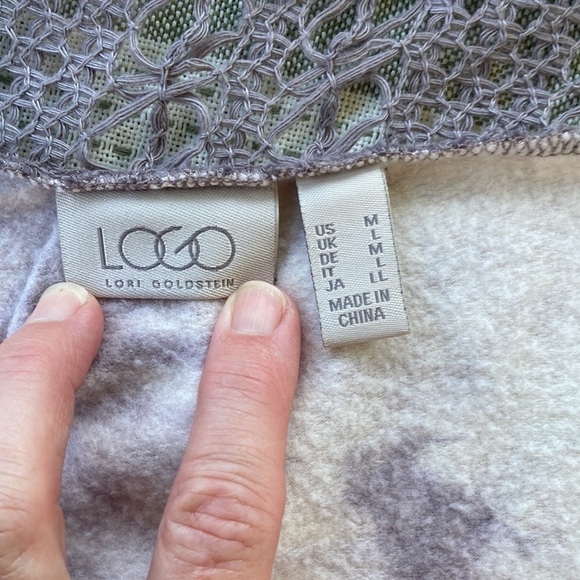 LOGO
LORI GOLDSTEIN
US M
UK L
DE M
IT L
JA LL
MADE IN
CHINA